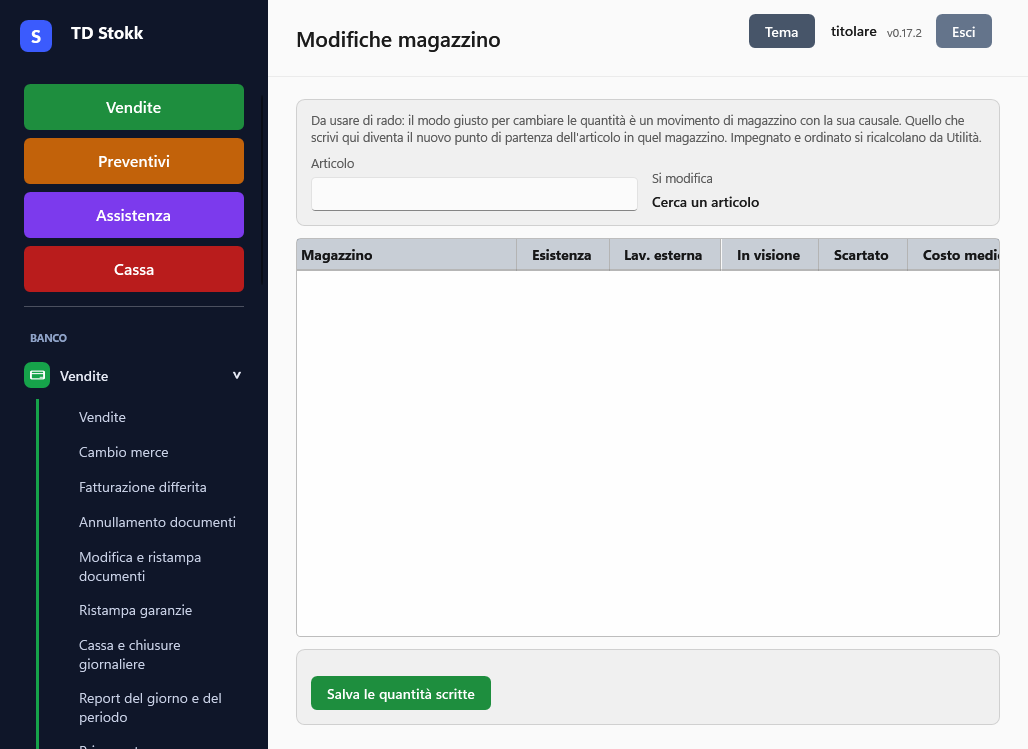 S
TD Stokk
Vendite
Preventivi
Assistenza
Cassa
BANCO
Vendite
Vendite
Cambio merce
Fatturazione differita
Annullamento documenti
Modifica e ristampa
documenti
Ristampa garanzie
Cassa e chiusure
giornaliere
Report del giorno e del
periodo
Modifiche magazzino
Tema
titolare
v0.17.2
Esci
Da usare di rado: il modo giusto per cambiare le quantità è un movimento di magazzino con la sua causale. Quello che
scrivi qui diventa il nuovo punto di partenza dell'articolo in quel magazzino. Impegnato e ordinato si ricalcolano da Utilità.
Articolo
Si modifica
Cerca un articolo
Magazzino Esistenza Lav. esterna In visione Scartato Costo medi
Salva le quantità scritte